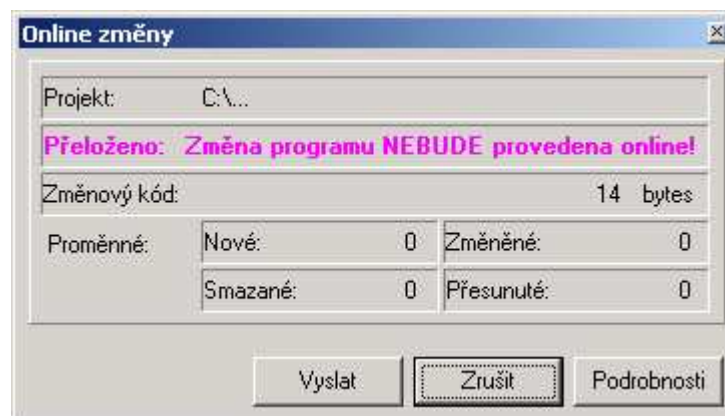 Online změny
Projekt: C:\...
Přeloženo: Změna programu NEBUDE provedena online!
Změnový kód: 14 bytes
Proměnné: Nové: 0 Změněné: 0
Smazané: 0 Přesunuté: 0
Vyslat Zrušit Podrobnosti